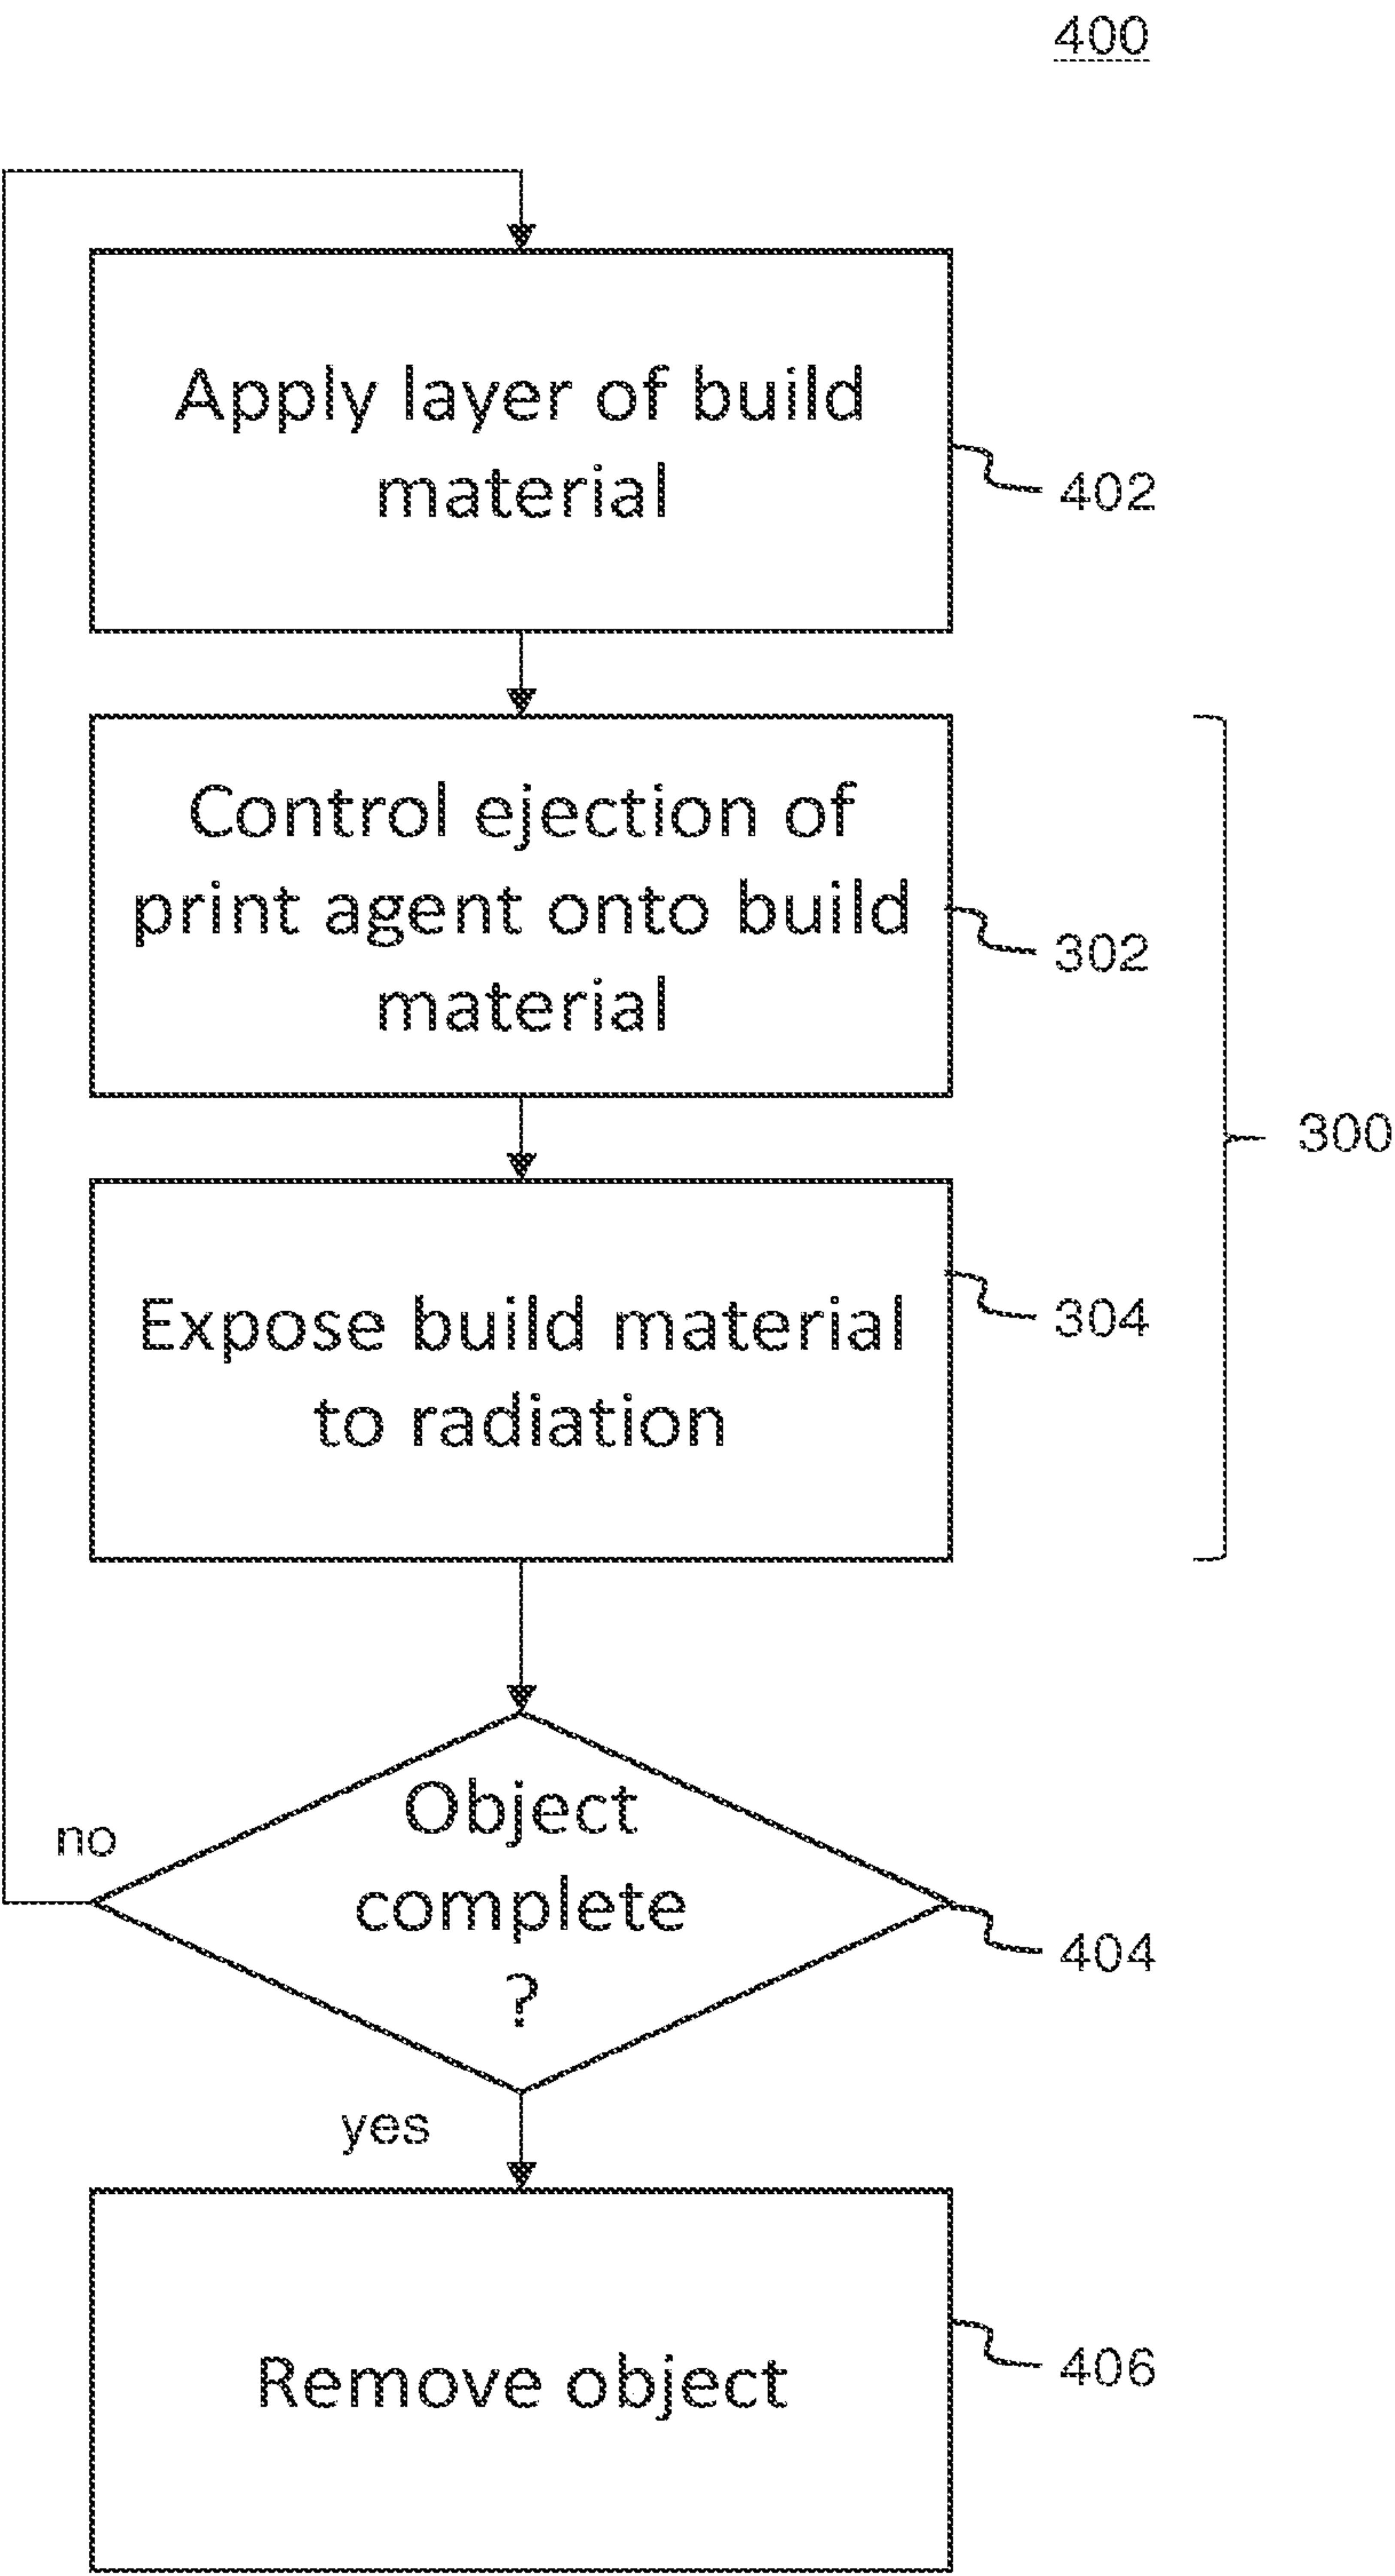 400
Apply layer of build
material
402
Control ejection of
print agent onto build
material
302
300
Expose build material
to radiation
304
Object
complete
?
no
404
yes
Remove object
406